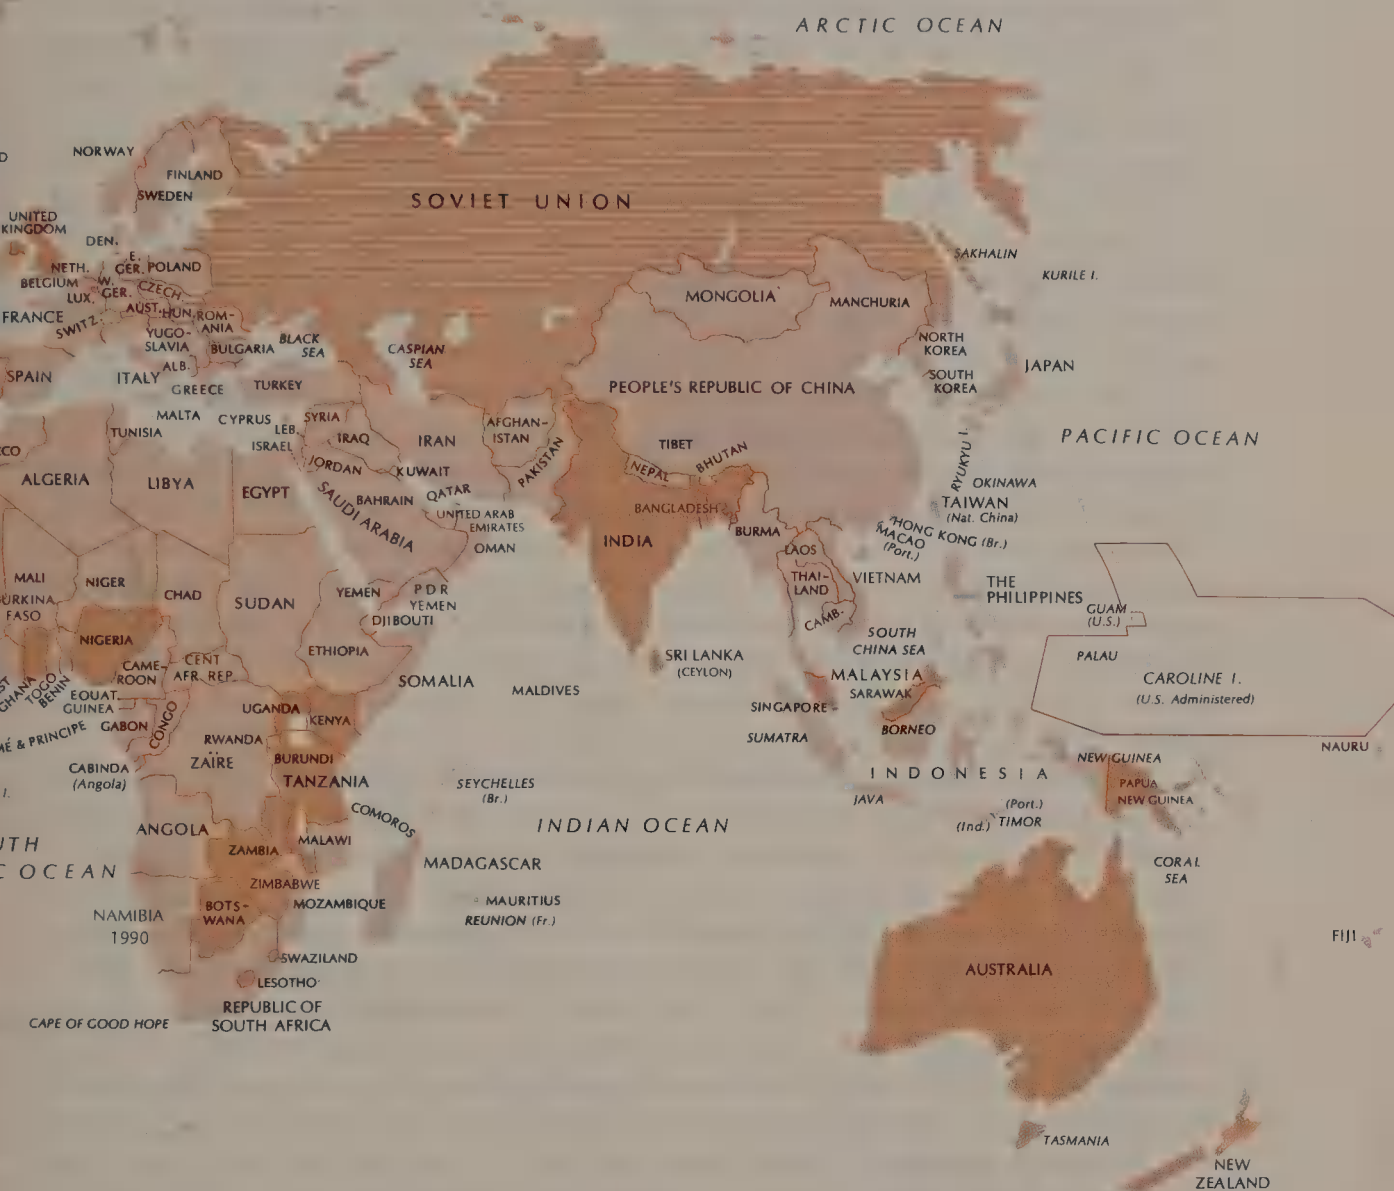 ARCTIC OCEAN
NORWAY
FINLAND
SWEDEN
SOVIET UNION
UNITED
KINGDOM
DEN.
NETH.
E.
GER.
POLAND
BELGIUM
W.
GER.
CZECH.
LUX.
FRANCE
SWITZ.
AUST.
HUN.
ROM-
ANIA
YUGO-
SLAVIA
BULGARIA
BLACK
SEA
CASPIAN
SEA
SPAIN
ITALY
ALB.
GREECE
TURKEY
MALTA
CYPRUS
SYRIA
TUNISIA
LEB.
ISRAEL
IRAQ
IRAN
AFGHAN-
ISTAN
PAKISTAN
JORDAN
KUWAIT
ALGERIA
LIBYA
EGYPT
SAUDI ARABIA
BAHRAIN
QATAR
UNITED ARAB
EMIRATES
OMAN
MONGOLIA
MANCHURIA
SAKHALIN
KURILE I.
NORTH
KOREA
SOUTH
KOREA
JAPAN
PEOPLE'S REPUBLIC OF CHINA
TIBET
NEPAL
BHUTAN
PACIFIC OCEAN
RYUKYU I.
OKINAWA
TAIWAN
(Nat. China)
HONG KONG (Br.)
MACAO
(Port.)
BANGLADESH
INDIA
BURMA
LAOS
THAI-
LAND
VIETNAM
CAMB.
THE
PHILIPPINES
GUAM
(U.S.)
PALAU
CAROLINE I.
(U.S. Administered)
NAURU
MALI
NIGER
CHAD
SUDAN
YEMEN
PDR
YEMEN
BURKINA
FASO
DJIBOUTI
NIGERIA
ETHIOPIA
CAME-
ROON
CENT
AFR. REP.
SOMALIA
MALDIVES
SRI LANKA
(CEYLON)
SOUTH
CHINA SEA
MALAYSIA
SARAWAK
SINGAPORE
BORNEO
SUMATRA
GHANA
TOGO
BENIN
EQUAT.
GUINEA
GABON
CONGO
UGANDA
KENYA
RWANDA
ZAÏRE
BURUNDI
TANZANIA
MÉ & PRINCIPE
CABINDA
(Angola)
SEYCHELLES
(Br.)
COMOROS
INDONESIA
JAVA
NEW GUINEA
PAPUA
NEW GUINEA
(Port.)
(Ind.) TIMOR
INDIAN OCEAN
ANGOLA
ZAMBIA
MALAWI
MADAGASCAR
CORAL
SEA
UTH
C OCEAN
ZIMBABWE
BOTS-
WANA
MOZAMBIQUE
MAURITIUS
REUNION (Fr.)
NAMIBIA
1990
FIJI
SWAZILAND
LESOTHO
REPUBLIC OF
SOUTH AFRICA
CAPE OF GOOD HOPE
AUSTRALIA
TASMANIA
NEW
ZEALAND